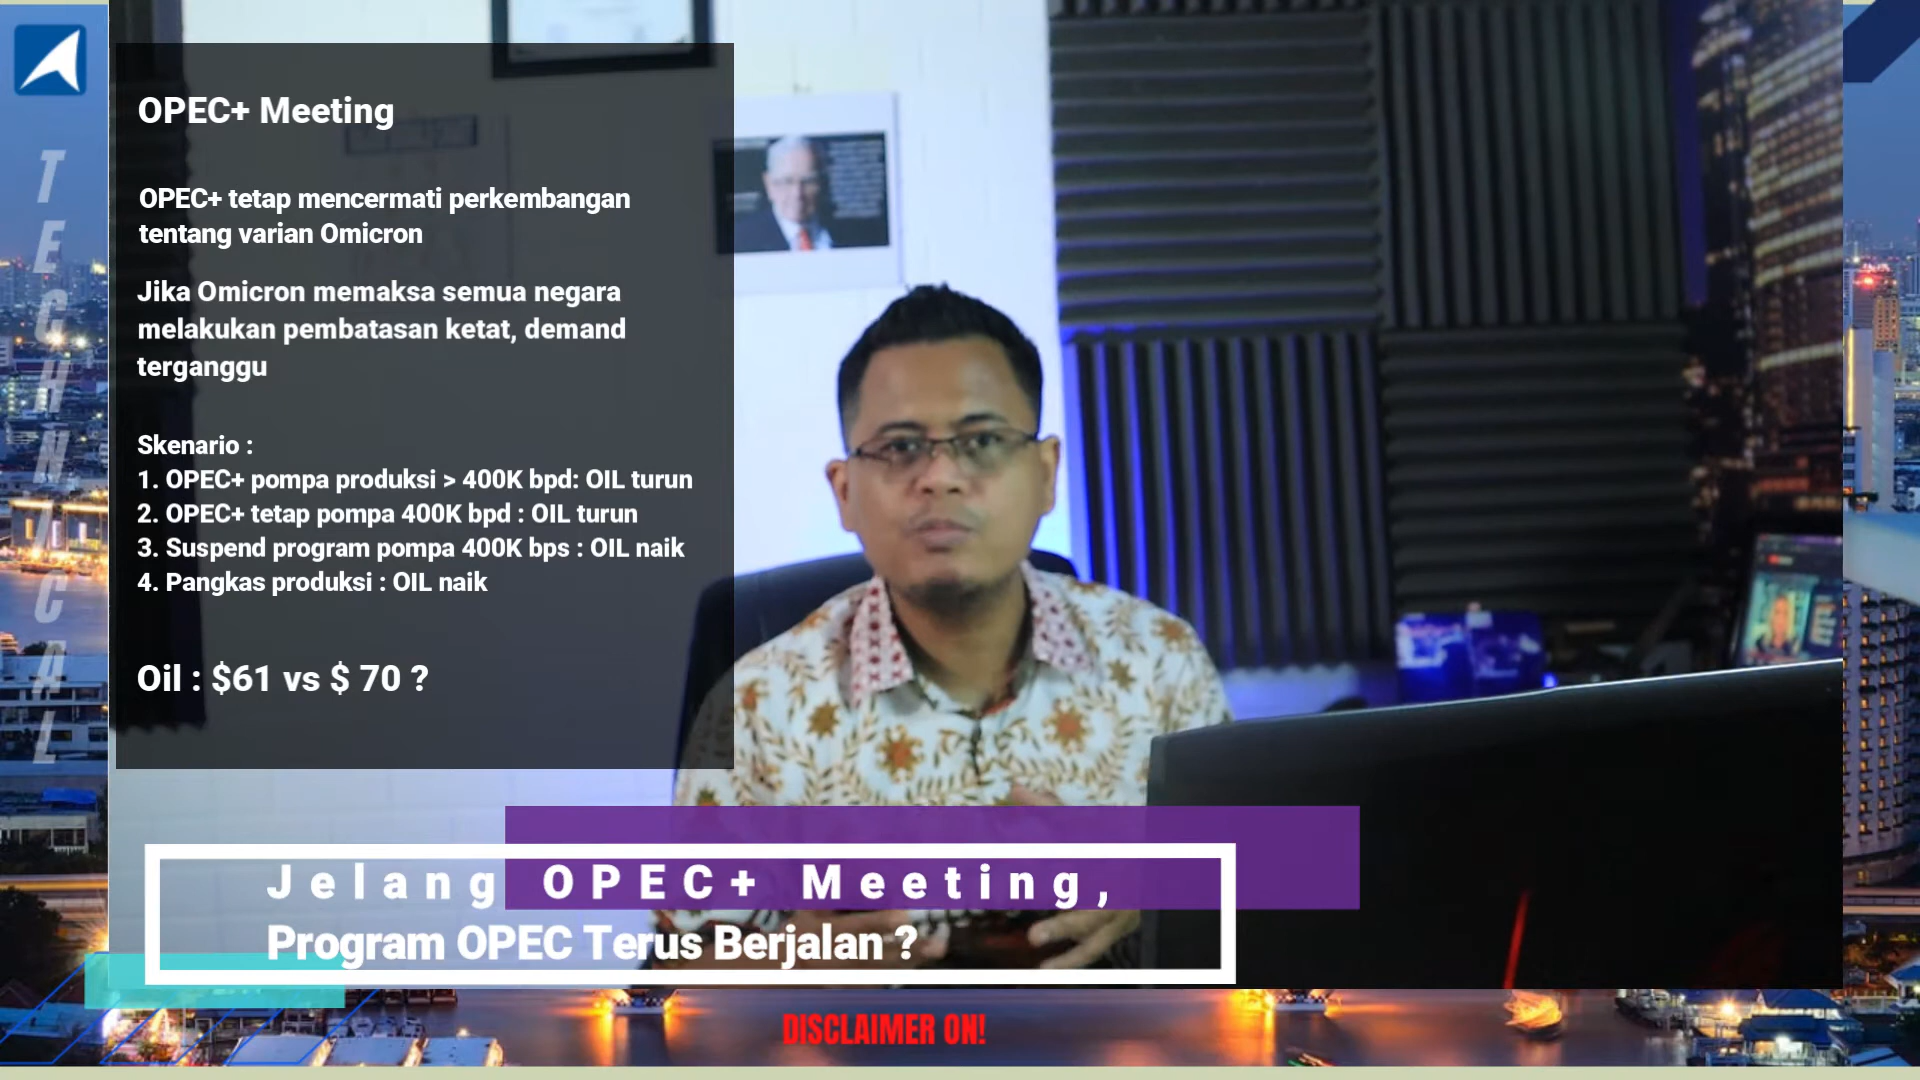 TECHNICAL
OPEC+ Meeting
OPEC+ tetap mencermati perkembangan
tentang varian Omicron
Jika Omicron memaksa semua negara
melakukan pembatasan ketat, demand
terganggu
Skenario :
1. OPEC+ pompa produksi > 400K bpd: OIL turun
2. OPEC+ tetap pompa 400K bpd : OIL turun
3. Suspend program pompa 400K bps : OIL naik
4. Pangkas produksi : OIL naik
Oil : $61 vs $ 70 ?
Jelang OPEC+ Meeting,
Program OPEC Terus Berjalan ?
DISCLAIMER ON!